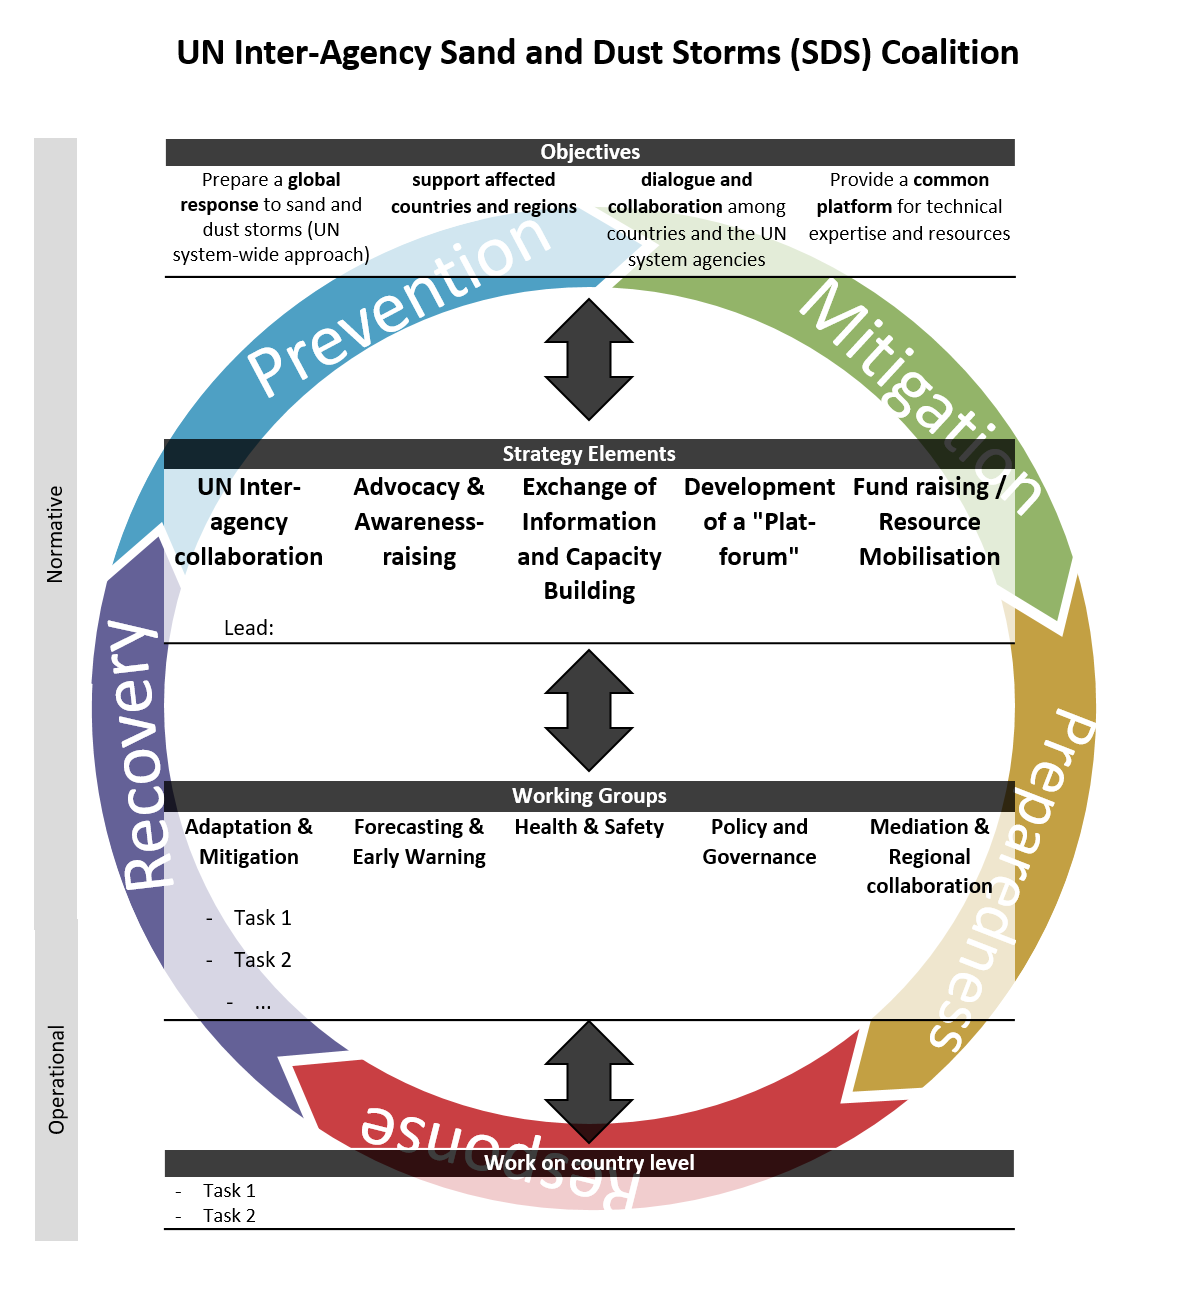 UN Inter-Agency Sand and Dust Storms (SDS) Coalition
Objectives
Prepare a global
response to sand and
dust storms (UN
system-wide approach)
support affected
countries and regions
dialogue and
collaboration among
countries and the UN
system agencies
Provide a common
platform for technical
expertise and resources
Prevention
Mitigation
Normative
Strategy Elements
UN Inter-
agency
collaboration
Advocacy &
Awareness-
raising
Exchange of
Information
and Capacity
Building
Development
of a "Plat-
forum"
Fund raising /
Resource
Mobilisation
Lead:
Recovery
Preparedness
Working Groups
Adaptation &
Mitigation
Forecasting &
Early Warning
Health & Safety
Policy and
Governance
Mediation &
Regional
collaboration
- Task 1
- Task 2
- ...
Operational
Response
Work on country level
- Task 1
- Task 2